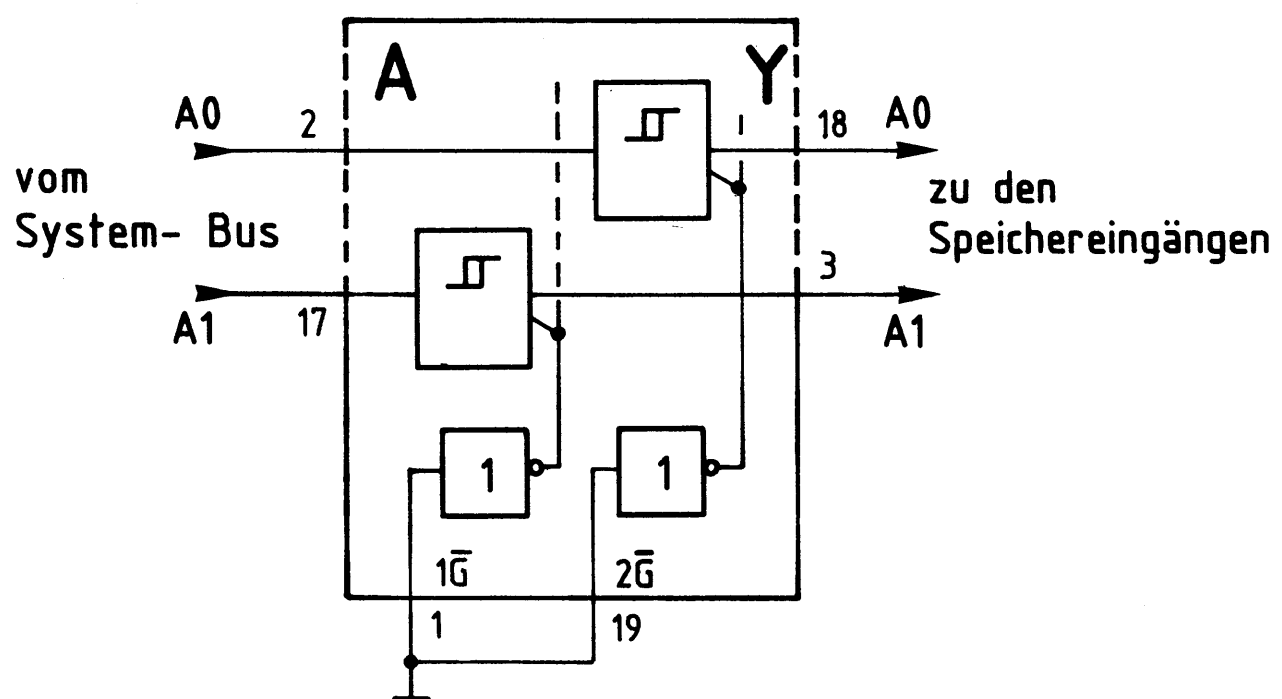 A
Y
A0
2
18
A0
vom
System- Bus
zu den
Speichereingängen
A1
17
3
A1
1
1
1G̅
2G̅
1
19